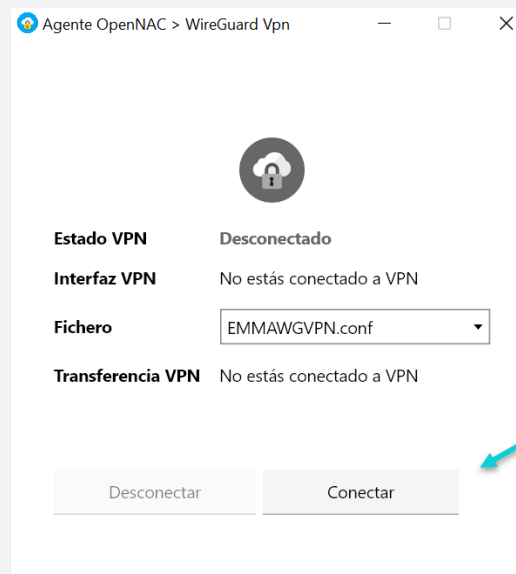 Agente OpenNAC > WireGuard Vpn
Estado VPN Desconectado
Interfaz VPN No estás conectado a VPN
Fichero EMMAWGVPN.conf
Transferencia VPN No estás conectado a VPN
Desconectar Conectar